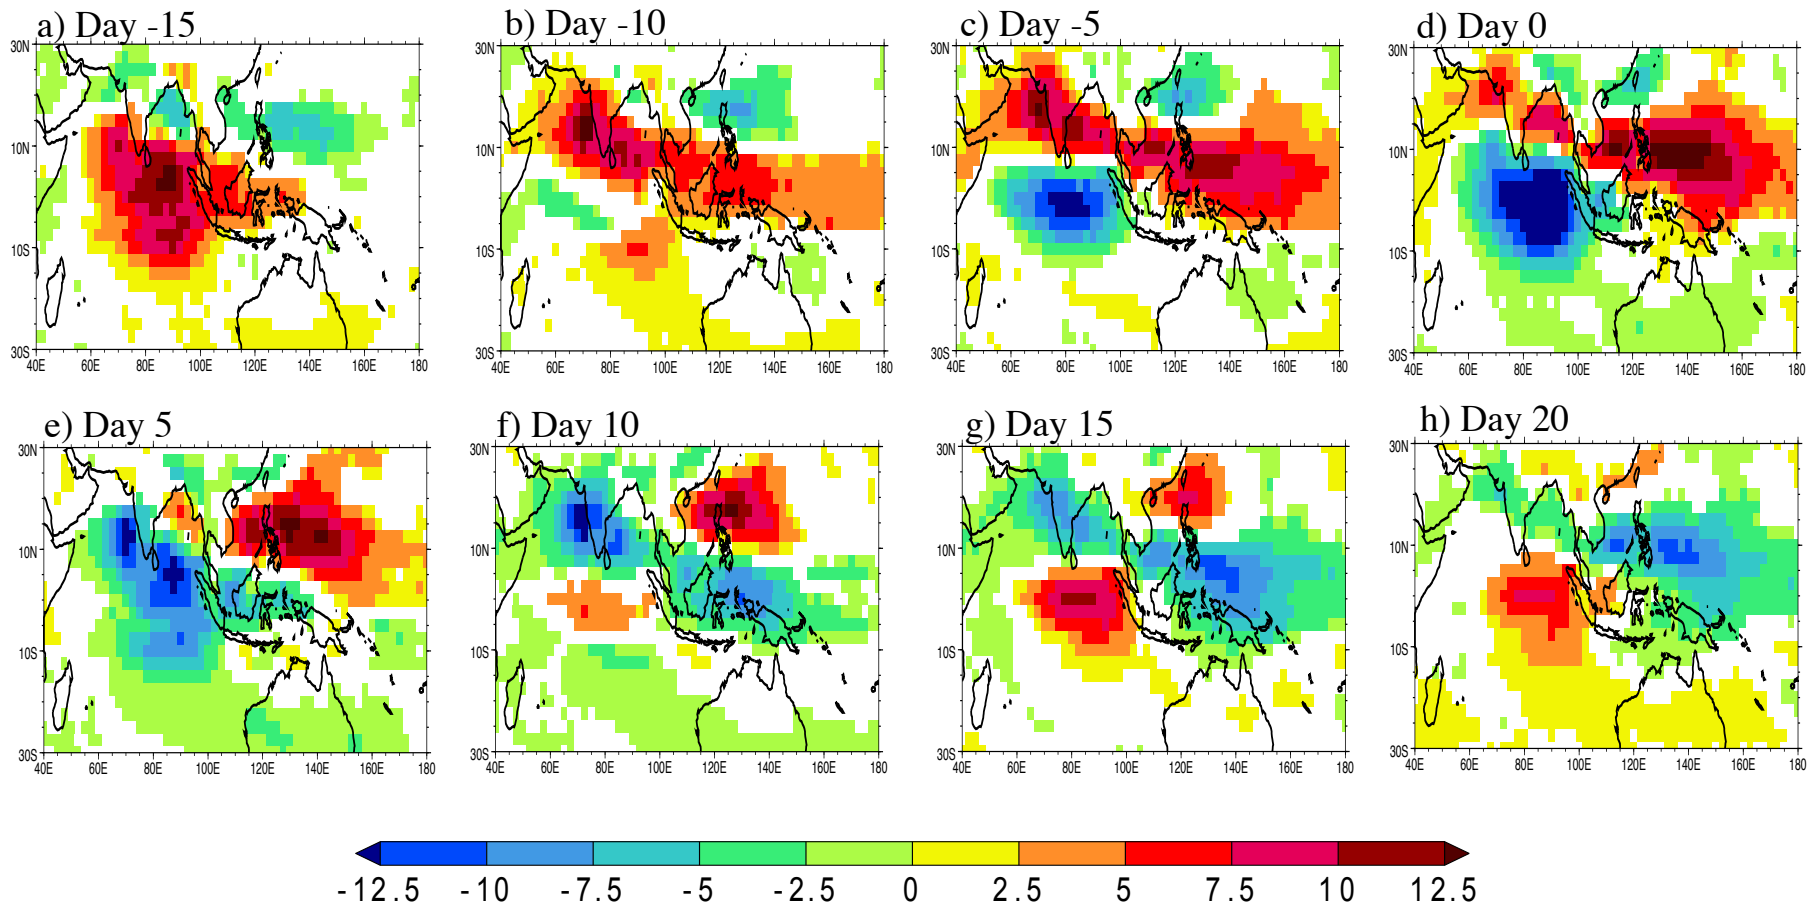 a) Day -15
b) Day -10
c) Day -5
d) Day 0
30N
10N
10S
30S
40E 60E 80E 100E 120E 140E 160E 180
30N
10N
10S
30S
40E 60E 80E 100E 120E 140E 160E 180
30N
10N
10S
30S
40E 60E 80E 100E 120E 140E 160E 180
30N
10N
10S
30S
40E 60E 80E 100E 120E 140E 160E 180
e) Day 5
f) Day 10
g) Day 15
h) Day 20
30N
10N
10S
30S
40E 60E 80E 100E 120E 140E 160E 180
30N
10N
10S
30S
40E 60E 80E 100E 120E 140E 160E 180
30N
10N
10S
30S
40E 60E 80E 100E 120E 140E 160E 180
30N
10N
10S
30S
40E 60E 80E 100E 120E 140E 160E 180
-12.5 -10 -7.5 -5 -2.5 0 2.5 5 7.5 10 12.5